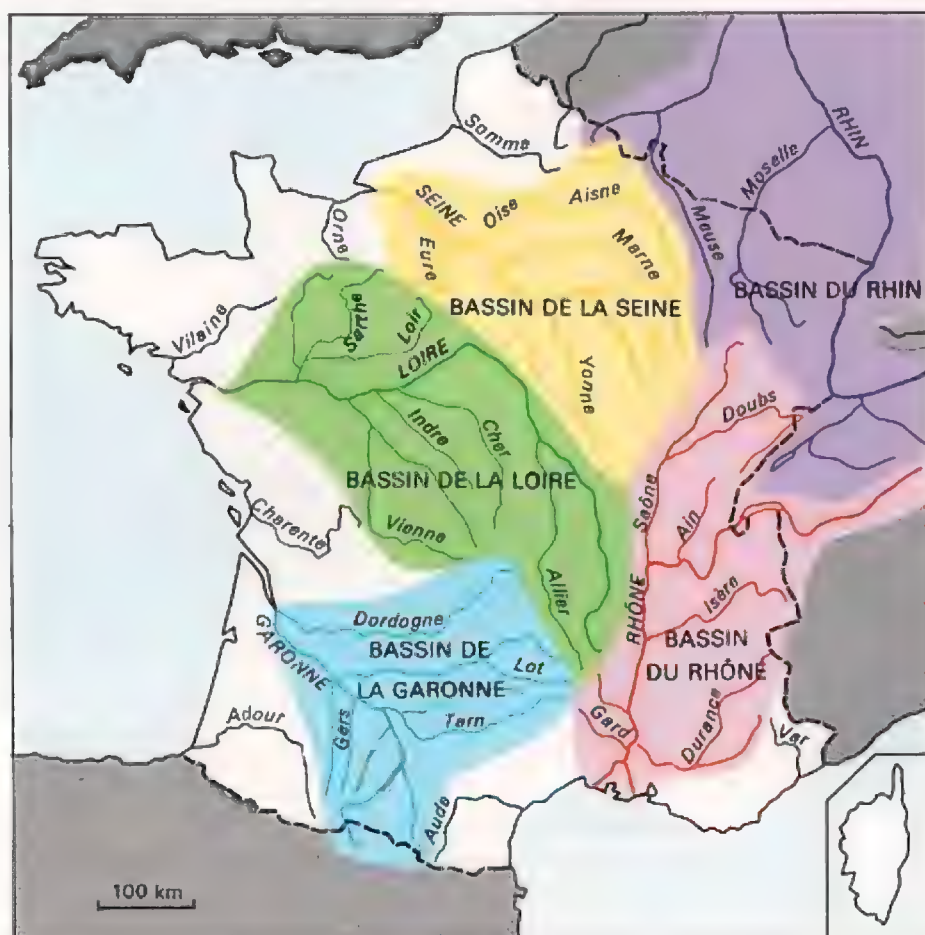 Somme
RHIN
Moselle
SEINE
Oise
Aisne
Orne
Meuse
Eure
Marne
BASSIN DU RHIN
BASSIN DE LA SEINE
Vilaine
Sarthe
Loir
LOIRE
Yonne
Doubs
Indre
Cher
BASSIN DE LA LOIRE
Saône
Ain
Charente
Vienne
Allier
RHÔNE
Isère
Dordogne
GARONNE
BASSIN DE
LA GARONNE
Lot
BASSIN
DU RHÔNE
Adour
Gers
Tarn
Gard
Durance
Var
Aude
100 km